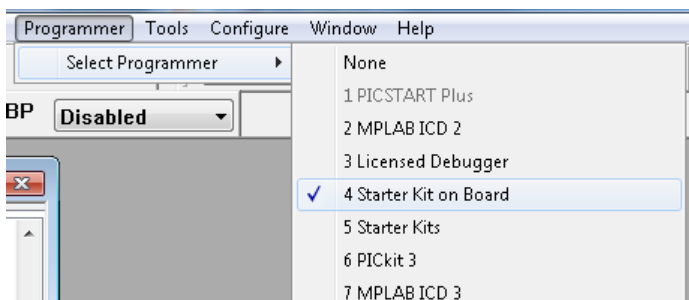 Programmer Tools Configure Window Help
Select Programmer
None
1 PICSTART Plus
BP Disabled
2 MPLAB ICD 2
3 Licensed Debugger
4 Starter Kit on Board
5 Starter Kits
6 PICkit 3
7 MPLAB ICD 3